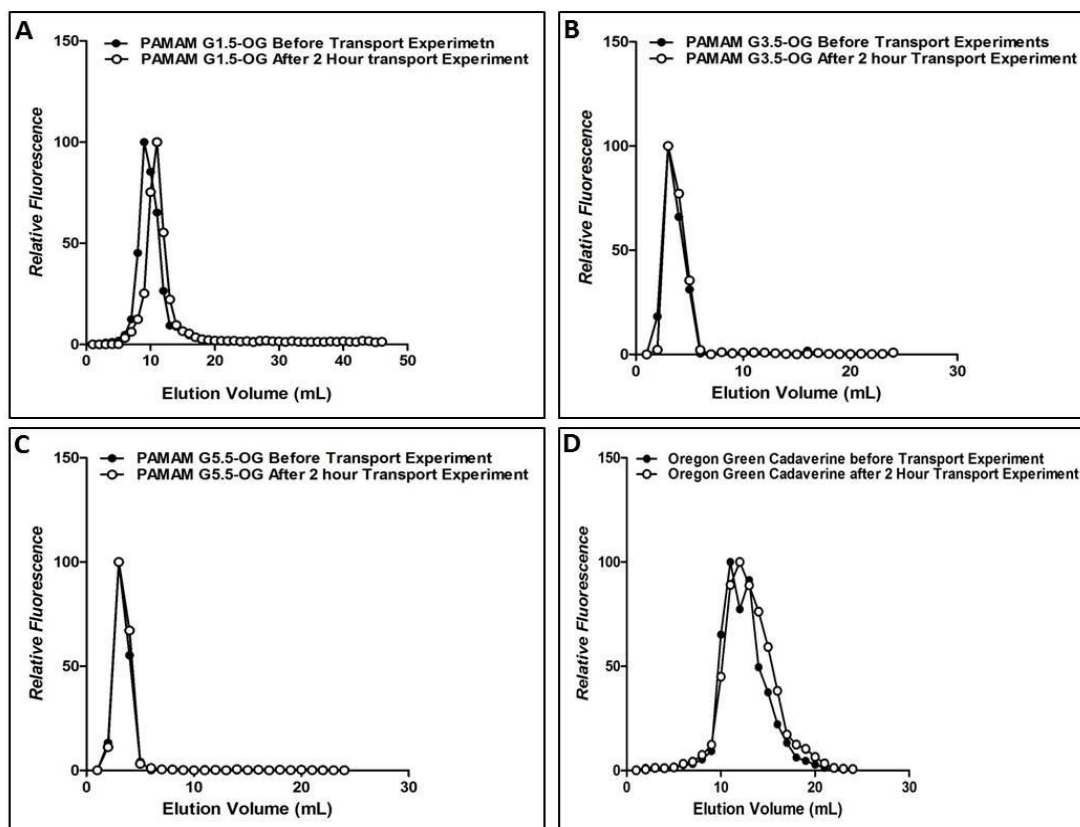 A
PAMAM G1.5-OG Before Transport Experimetn
PAMAM G1.5-OG After 2 Hour transport Experiment
150
100
50
0
Relative Fluorescence
0 10 20 30 40 50
Elution Volume (mL)
B
PAMAM G3.5-OG Before Transport Experiments
PAMAM G3.5-OG After 2 hour Transport Experiment
150
100
50
0
Relative Fluorescence
0 10 20 30
Elution Volume (mL)
C
PAMAM G5.5-OG Before Transport Experiment
PAMAM G5.5-OG After 2 hour Transport Experiment
150
100
50
0
Relative Fluorescence
0 10 20 30
Elution Volume (mL)
D
Oregon Green Cadaverine before Transport Experiment
Oregon Green Cadaverine after 2 Hour Transport Experiment
150
100
50
0
Relative Fluorescence
0 10 20 30
Elution Volume (mL)